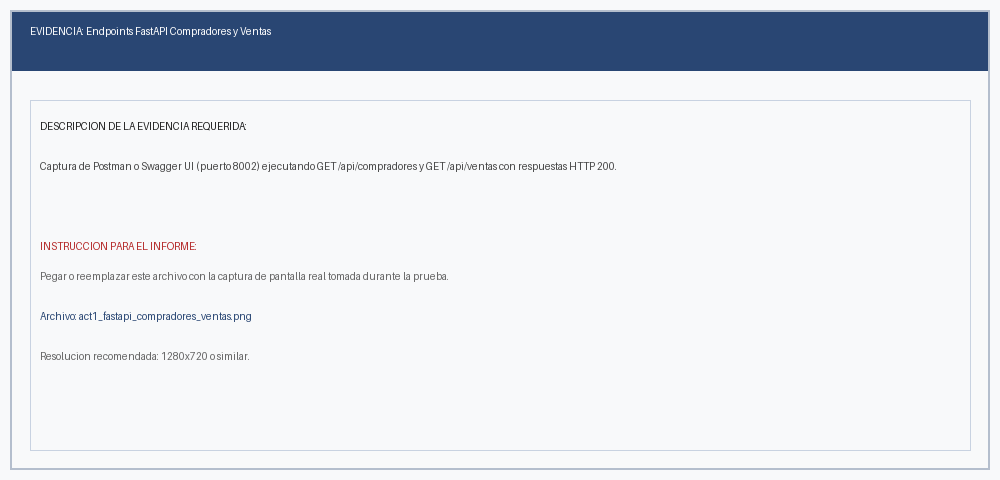 EVIDENCIA: Endpoints FastAPI Compradores y Ventas
DESCRIPCION DE LA EVIDENCIA REQUERIDA:
Captura de Postman o Swagger UI (puerto 8002) ejecutando GET /api/compradores y GET /api/ventas con respuestas HTTP 200.
INSTRUCCION PARA EL INFORME:
Pegar o reemplazar este archivo con la captura de pantalla real tomada durante la prueba.
Archivo: act1_fastapi_compradores_ventas.png
Resolucion recomendada: 1280x720 o similar.